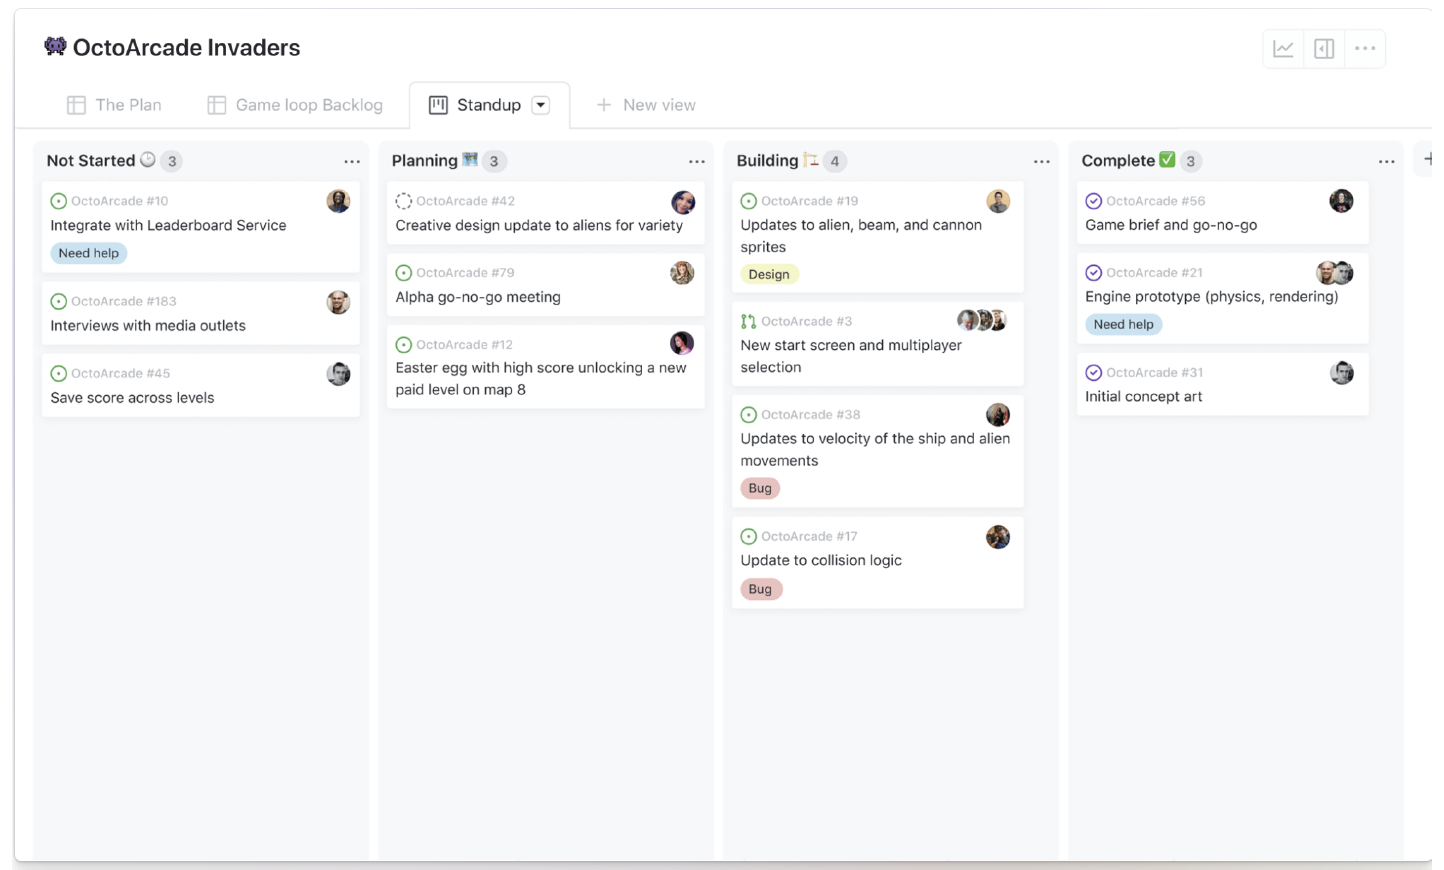 OctoArcade Invaders
The Plan
Game loop Backlog
Standup
New view
Not Started 3
OctoArcade #10
Integrate with Leaderboard Service
Need help
OctoArcade #183
Interviews with media outlets
OctoArcade #45
Save score across levels
Planning 3
OctoArcade #42
Creative design update to aliens for variety
OctoArcade #79
Alpha go-no-go meeting
OctoArcade #12
Easter egg with high score unlocking a new
paid level on map 8
Building 4
OctoArcade #19
Updates to alien, beam, and cannon
sprites
Design
OctoArcade #3
New start screen and multiplayer
selection
OctoArcade #38
Updates to velocity of the ship and alien
movements
Bug
OctoArcade #17
Update to collision logic
Bug
Complete 3
OctoArcade #56
Game brief and go-no-go
OctoArcade #21
Engine prototype (physics, rendering)
Need help
OctoArcade #31
Initial concept art